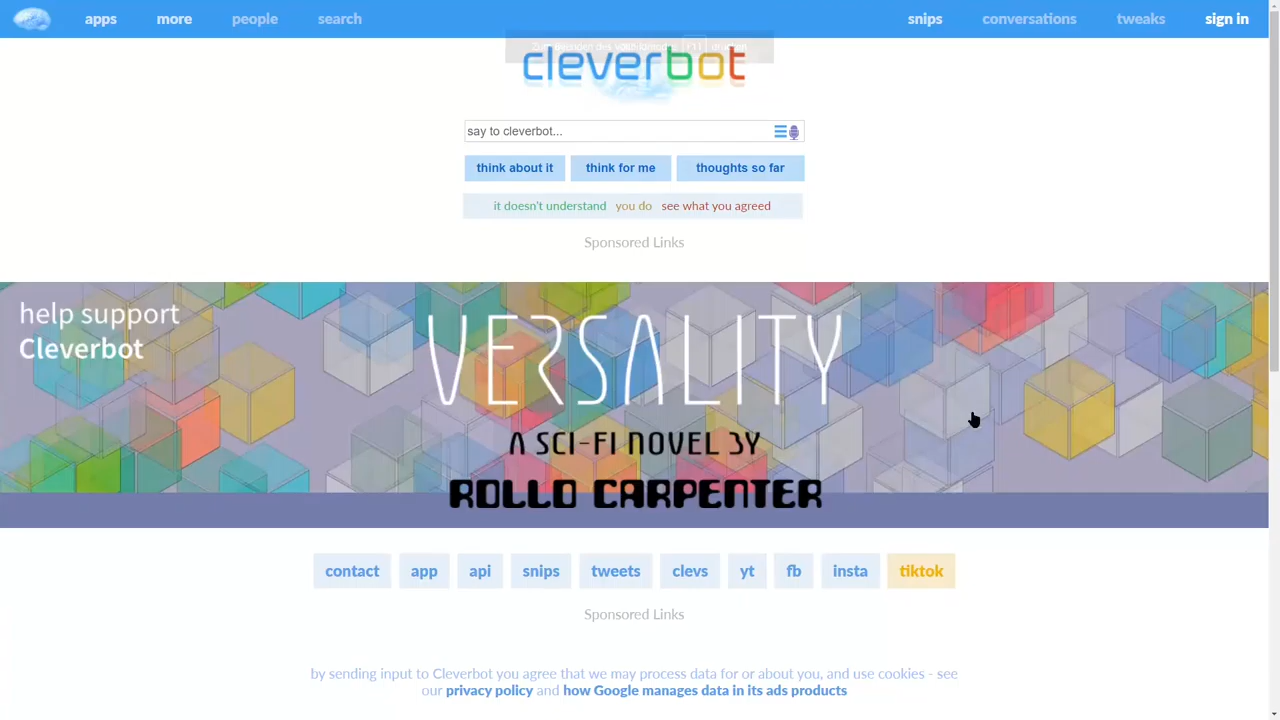 apps more people search snips conversations tweaks sign in
cleverbot
say to cleverbot...
think about it think for me thoughts so far
it doesn't understand you do see what you agreed
Sponsored Links
help support
Cleverbot
VERSALITY
A SCI-FI NOVEL BY
ROLLO CARPENTER
contact app api snips tweets clevs yt fb insta tiktok
Sponsored Links
by sending input to Cleverbot you agree that we may process data for or about you, and use cookies - see
our privacy policy and how Google manages data in its ads products